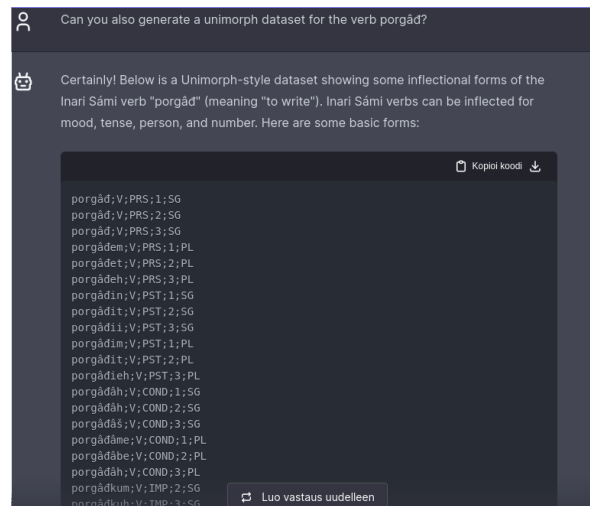 Can you also generate a unimorph dataset for the verb porgâđ?
Certainly! Below is a Unimorph-style dataset showing some inflectional forms of the
Inari Sámi verb "porgâđ" (meaning "to write"). Inari Sámi verbs can be inflected for
mood, tense, person, and number. Here are some basic forms:
Kopioi koodi
porgâđ;V;PRS;1;SG
porgâđ;V;PRS;2;SG
porgâđ;V;PRS;3;SG
porgâđem;V;PRS;1;PL
porgâđet;V;PRS;2;PL
porgâđeh;V;PRS;3;PL
porgâđin;V;PST;1;SG
porgâđit;V;PST;2;SG
porgâđii;V;PST;3;SG
porgâđim;V;PST;1;PL
porgâđit;V;PST;2;PL
porgâđieh;V;PST;3;PL
porgâđâh;V;COND;1;SG
porgâđâh;V;COND;2;SG
porgâđâš;V;COND;3;SG
porgâđâme;V;COND;1;PL
porgâđâbe;V;COND;2;PL
porgâđâh;V;COND;3;PL
porgâđkum;V;IMP;2;SG
porgâđkuh;V;IMP;3;SG
Luo vastaus uudelleen